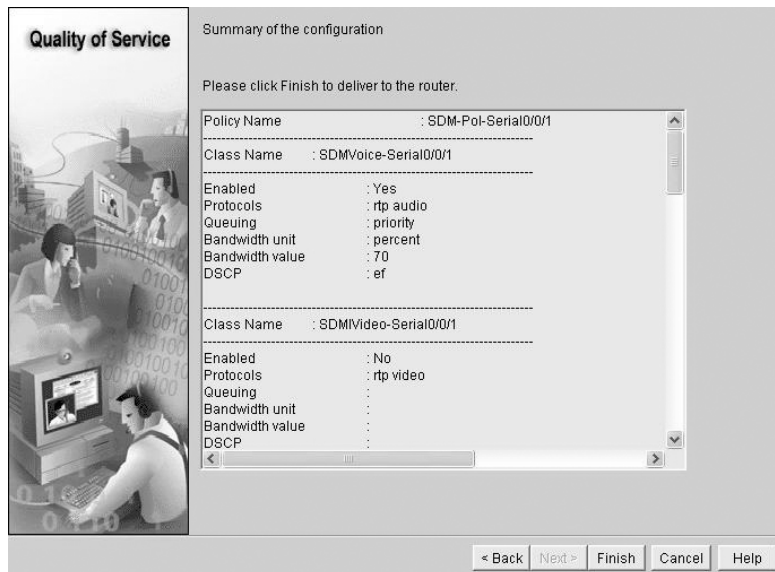 Quality of Service
Summary of the configuration
Please click Finish to deliver to the router.
Policy Name : SDM-Pol-Serial0/0/1
Class Name : SDMVoice-Serial0/0/1
Enabled : Yes
Protocols : rtp audio
Queuing : priority
Bandwidth unit : percent
Bandwidth value : 70
DSCP : ef
Class Name : SDMIVideo-Serial0/0/1
Enabled : No
Protocols : rtp video
Queuing :
Bandwidth unit :
Bandwidth value :
DSCP :
< Back Next > Finish Cancel Help